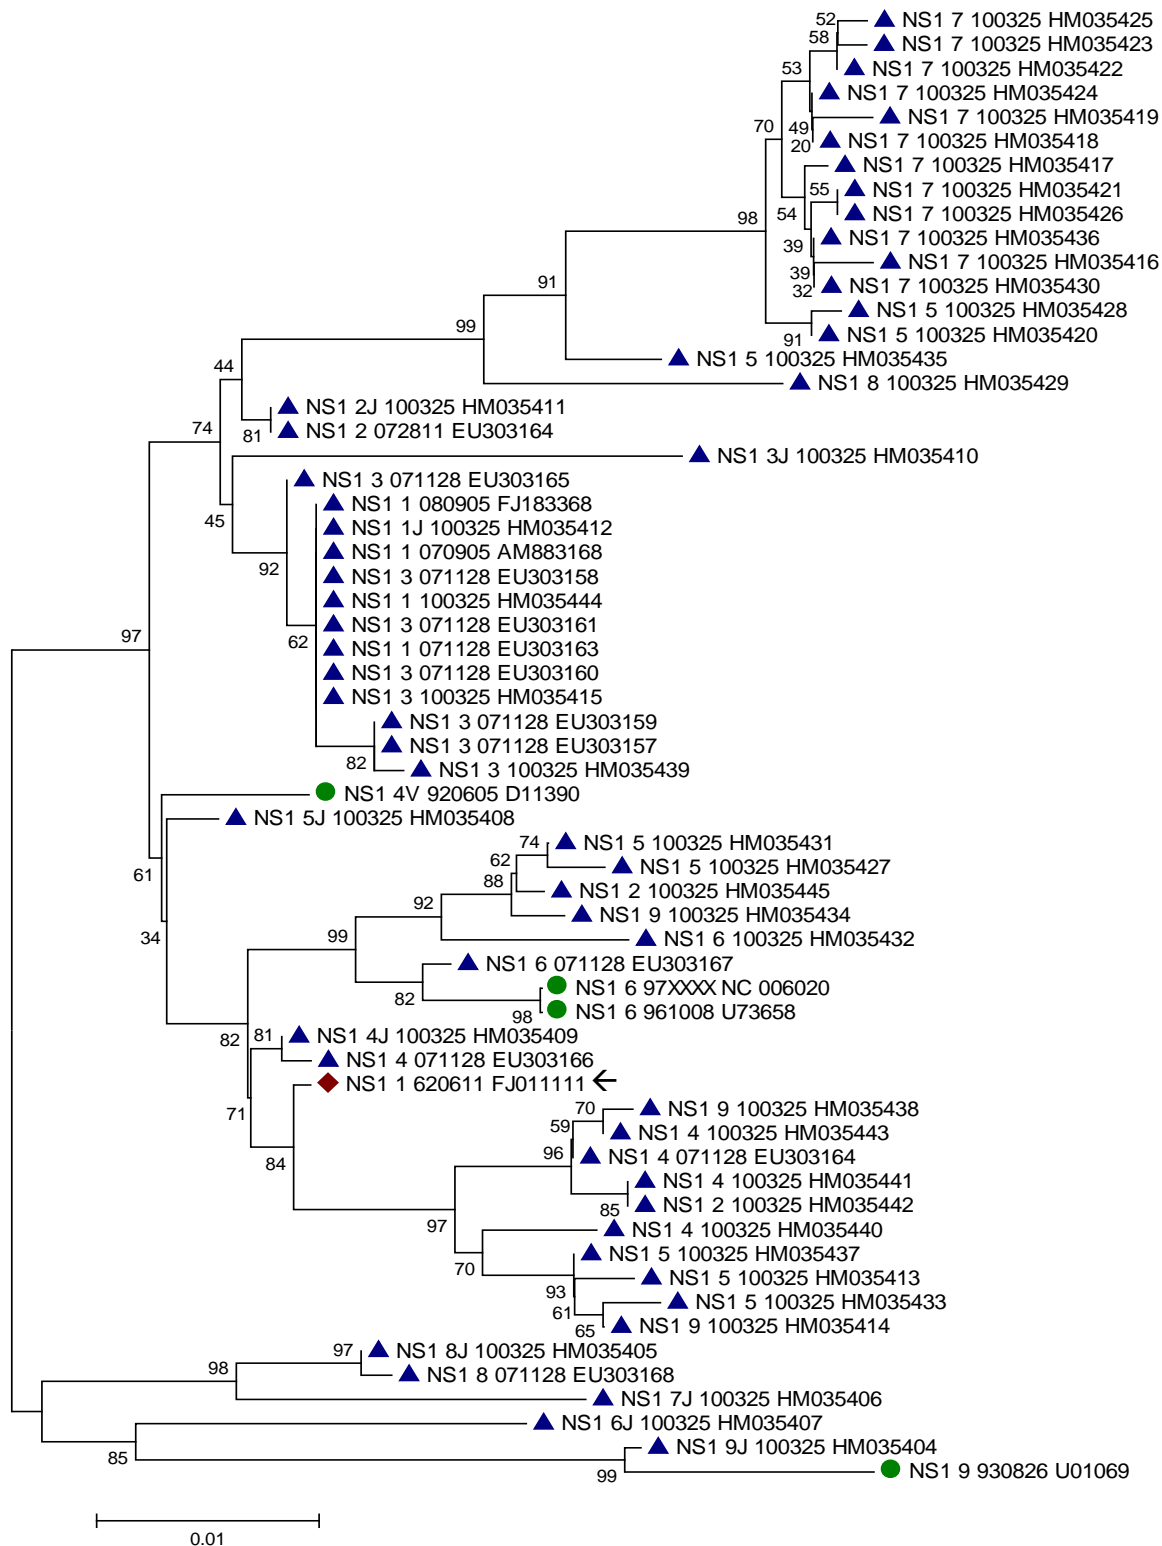 52
NS1 7 100325 HM035425
58
NS1 7 100325 HM035423
53
NS1 7 100325 HM035422
NS1 7 100325 HM035424
NS1 7 100325 HM035419
70
49
20
NS1 7 100325 HM035418
NS1 7 100325 HM035417
55
NS1 7 100325 HM035421
54
NS1 7 100325 HM035426
98
39
NS1 7 100325 HM035436
NS1 7 100325 HM035416
39
32
NS1 7 100325 HM035430
91
NS1 5 100325 HM035428
91
NS1 5 100325 HM035420
99
NS1 5 100325 HM035435
44
NS1 8 100325 HM035429
NS1 2J 100325 HM035411
74
81
NS1 2 072811 EU303164
NS1 3J 100325 HM035410
NS1 3 071128 EU303165
NS1 1 080905 FJ183368
45
NS1 1J 100325 HM035412
NS1 1 070905 AM883168
92
NS1 3 071128 EU303158
NS1 1 100325 HM035444
NS1 3 071128 EU303161
97
62
NS1 1 071128 EU303163
NS1 3 071128 EU303160
NS1 3 100325 HM035415
NS1 3 071128 EU303159
NS1 3 071128 EU303157
82
NS1 3 100325 HM035439
NS1 4V 920605 D11390
NS1 5J 100325 HM035408
74
NS1 5 100325 HM035431
62
NS1 5 100325 HM035427
61
88
NS1 2 100325 HM035445
92
NS1 9 100325 HM035434
34
99
NS1 6 100325 HM035432
NS1 6 071128 EU303167
82
NS1 6 97XXXX NC 006020
98
NS1 6 961008 U73658
82
81
NS1 4J 100325 HM035409
NS1 4 071128 EU303166
NS1 1 620611 FJ011111 ←
71
70
NS1 9 100325 HM035438
59
NS1 4 100325 HM035443
96
NS1 4 071128 EU303164
84
NS1 4 100325 HM035441
85
NS1 2 100325 HM035442
97
NS1 4 100325 HM035440
NS1 5 100325 HM035437
70
NS1 5 100325 HM035413
93
61
NS1 5 100325 HM035433
65
NS1 9 100325 HM035414
97
NS1 8J 100325 HM035405
98
NS1 8 071128 EU303168
NS1 7J 100325 HM035406
NS1 6J 100325 HM035407
85
NS1 9J 100325 HM035404
99
NS1 9 930826 U01069
0.01